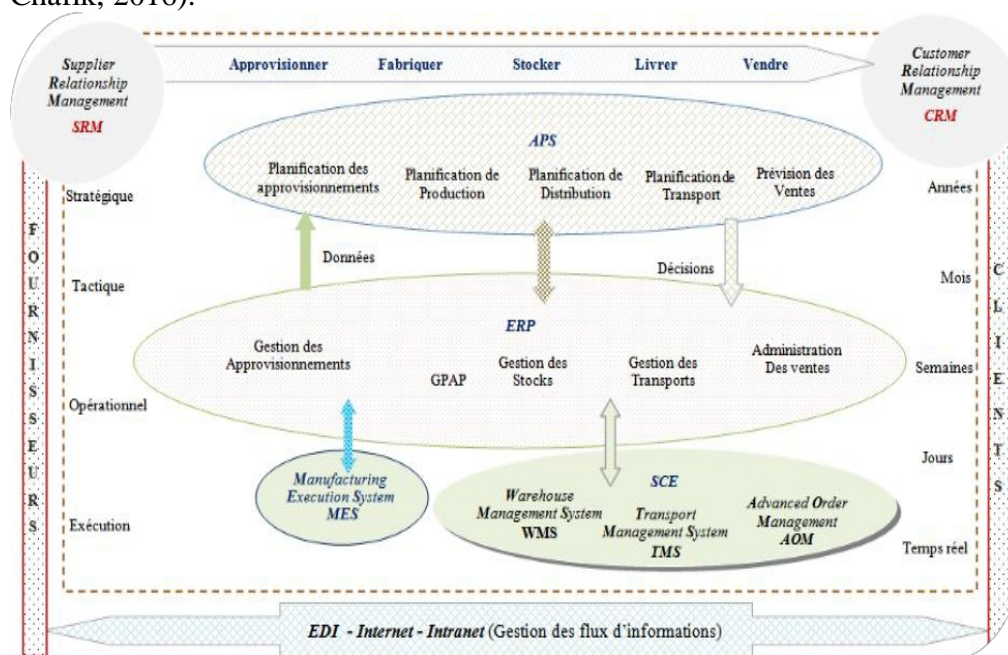 Chafik, 2016).
Supplier
Relationship
Management
SRM
Approvisionner Fabriquer Stocker Livrer Vendre
Customer
Relationship
Management
CRM
APS
Planification des
approvisionnements
Planification de
Production
Planification de
Distribution
Planification de
Transport
Prévision des
Ventes
Stratégique
Années
Données
Décisions
Tactique
Mois
ERP
Gestion des
Approvisionnements
GPAP
Gestion des
Stocks
Gestion des
Transports
Administration
Des ventes
Semaines
Opérationnel
Jours
Manufacturing
Execution System
MES
SCE
Warehouse
Management System
WMS
Transport
Management System
TMS
Advanced Order
Management
AOM
Exécution
Temps réel
FOURNISSEURS
CLIENTS
EDI - Internet - Intranet (Gestion des flux d'informations)